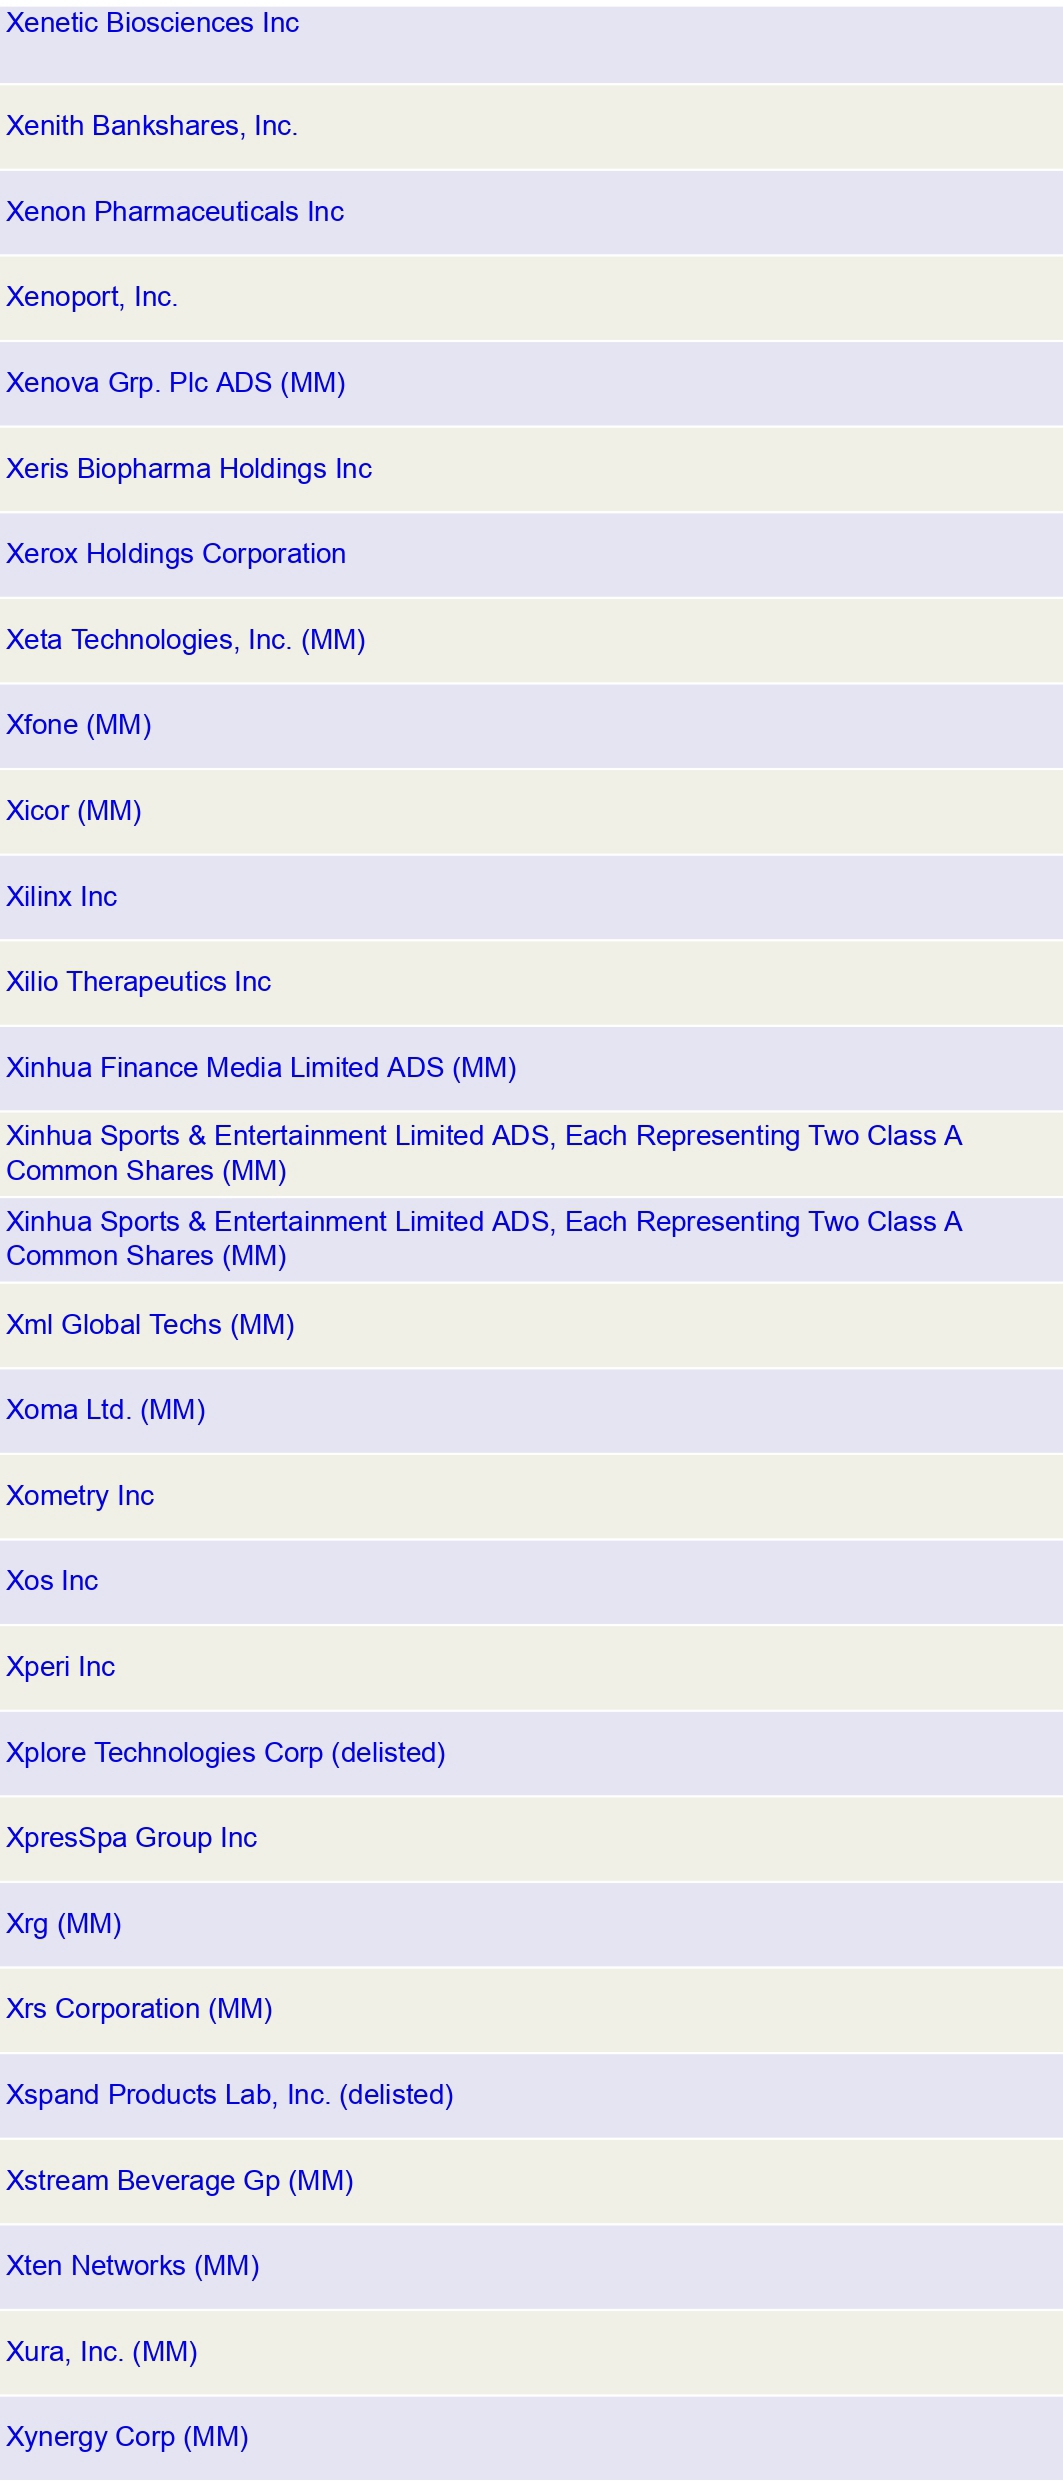 Xenetic Biosciences Inc
Xenith Bankshares, Inc.
Xenon Pharmaceuticals Inc
Xenoport, Inc.
Xenova Grp. Plc ADS (MM)
Xeris Biopharma Holdings Inc
Xerox Holdings Corporation
Xeta Technologies, Inc. (MM)
Xfone (MM)
Xicor (MM)
Xilinx Inc
Xilio Therapeutics Inc
Xinhua Finance Media Limited ADS (MM)
Xinhua Sports & Entertainment Limited ADS, Each Representing Two Class A
Common Shares (MM)
Xinhua Sports & Entertainment Limited ADS, Each Representing Two Class A
Common Shares (MM)
Xml Global Techs (MM)
Xoma Ltd. (MM)
Xometry Inc
Xos Inc
Xperi Inc
Xplore Technologies Corp (delisted)
XpresSpa Group Inc
Xrg (MM)
Xrs Corporation (MM)
Xspand Products Lab, Inc. (delisted)
Xstream Beverage Gp (MM)
Xten Networks (MM)
Xura, Inc. (MM)
Xynergy Corp (MM)